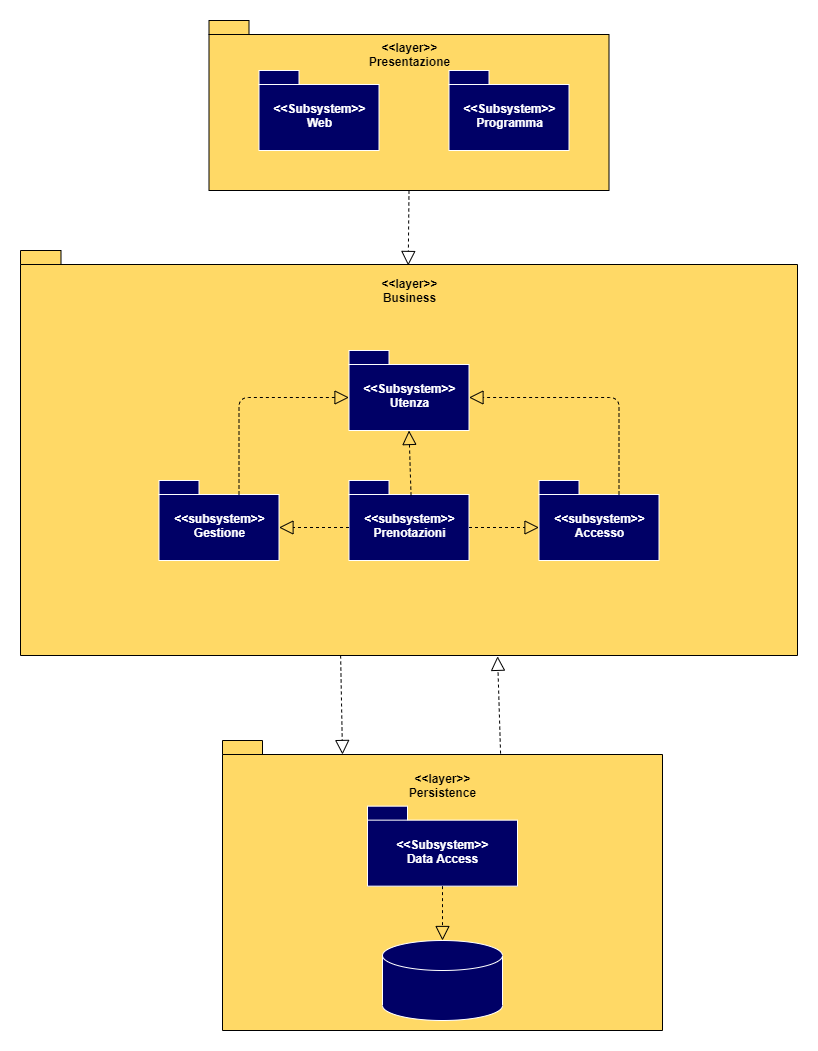 <<layer>>
Presentazione
<<Subsystem>>
Web
<<Subsystem>>
Programma
<<layer>>
Business
<<Subsystem>>
Utenza
<<subsystem>>
Gestione
<<subsystem>>
Prenotazioni
<<subsystem>>
Accesso
<<layer>>
Persistence
<<Subsystem>>
Data Access